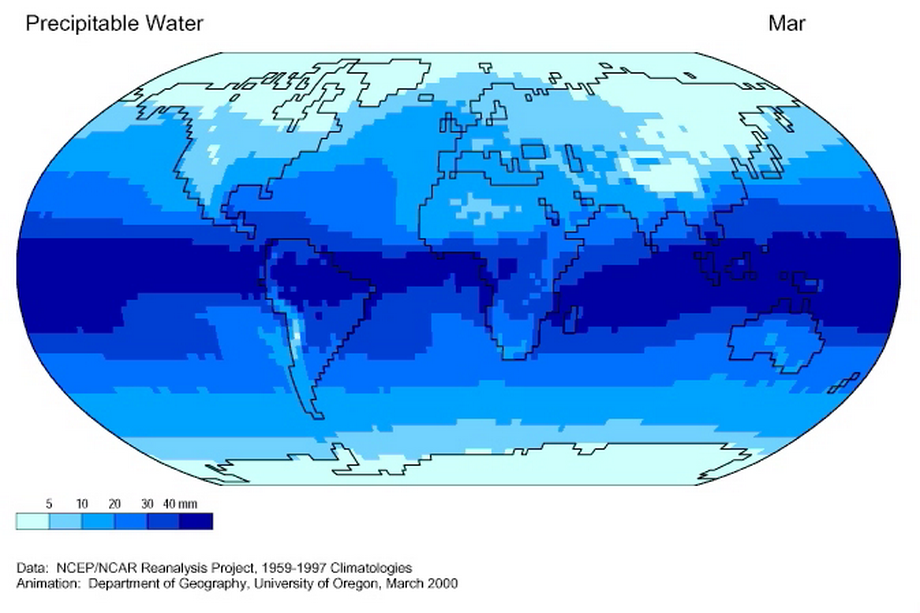 Precipitable Water
Mar
5 10 20 30 40 mm
Data: NCEP/NCAR Reanalysis Project, 1959-1997 Climatologies
Animation: Department of Geography, University of Oregon, March 2000